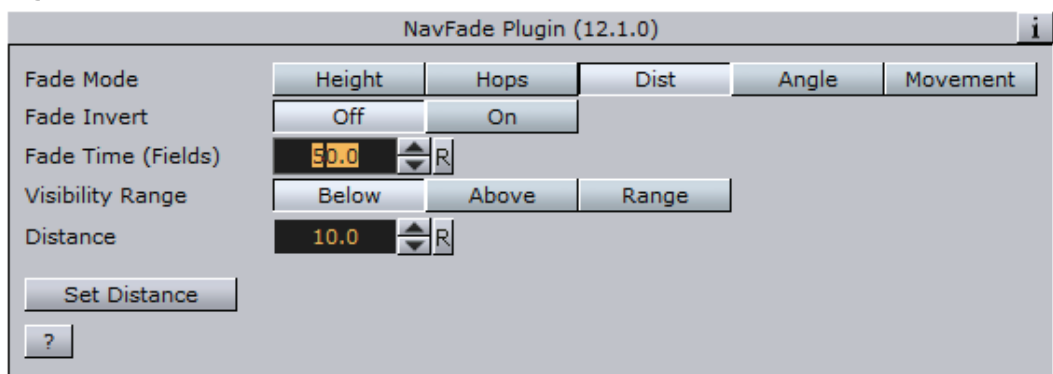 NavFade Plugin (12.1.0) i
Fade Mode Height Hops Dist Angle Movement
Fade Invert Off On
Fade Time (Fields) 50.0 R
Visibility Range Below Above Range
Distance 10.0 R
Set Distance
?